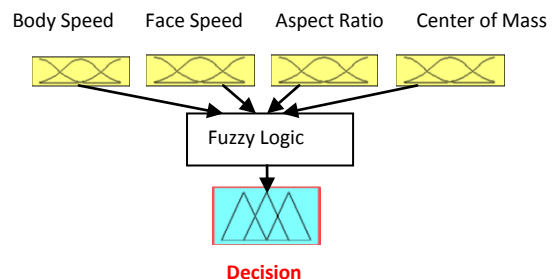 Body Speed Face Speed Aspect Ratio Center of Mass
Fuzzy Logic
Decision